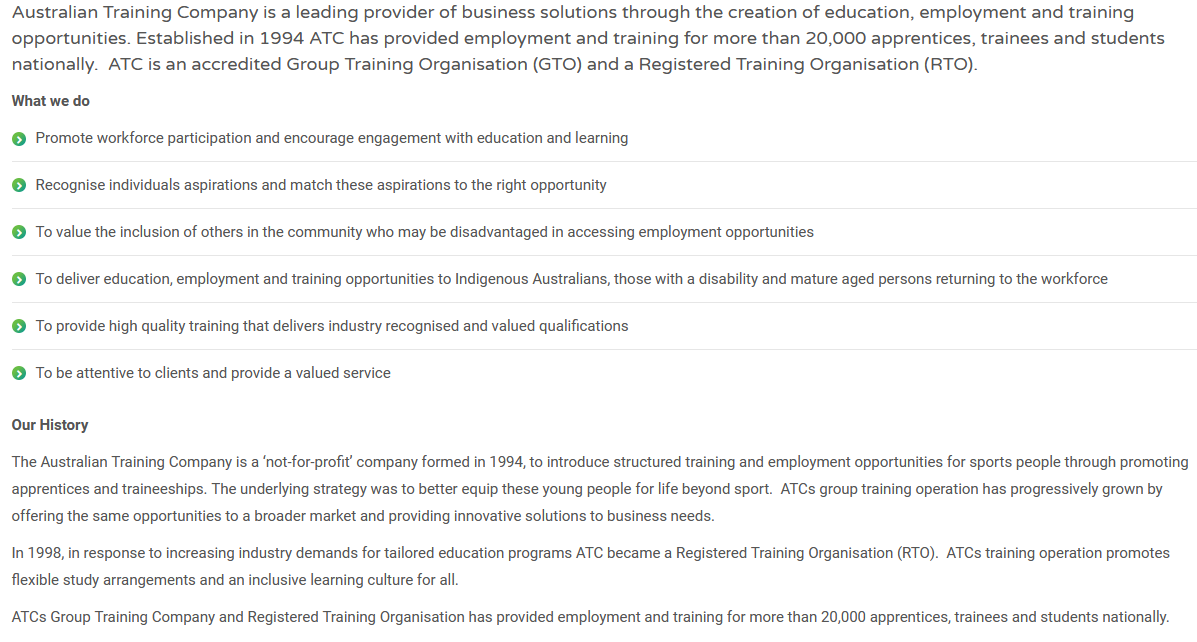 Australian Training Company is a leading provider of business solutions through the creation of education, employment and training
opportunities. Established in 1994 ATC has provided employment and training for more than 20,000 apprentices, trainees and students
nationally.  ATC is an accredited Group Training Organisation (GTO) and a Registered Training Organisation (RTO).
What we do
Promote workforce participation and encourage engagement with education and learning
Recognise individuals aspirations and match these aspirations to the right opportunity
To value the inclusion of others in the community who may be disadvantaged in accessing employment opportunities
To deliver education, employment and training opportunities to Indigenous Australians, those with a disability and mature aged persons returning to the workforce
To provide high quality training that delivers industry recognised and valued qualifications
To be attentive to clients and provide a valued service
Our History
The Australian Training Company is a ‘not-for-profit’ company formed in 1994, to introduce structured training and employment opportunities for sports people through promoting
apprentices and traineeships. The underlying strategy was to better equip these young people for life beyond sport.  ATCs group training operation has progressively grown by
offering the same opportunities to a broader market and providing innovative solutions to business needs.
In 1998, in response to increasing industry demands for tailored education programs ATC became a Registered Training Organisation (RTO).  ATCs training operation promotes
flexible study arrangements and an inclusive learning culture for all.
ATCs Group Training Company and Registered Training Organisation has provided employment and training for more than 20,000 apprentices, trainees and students nationally.